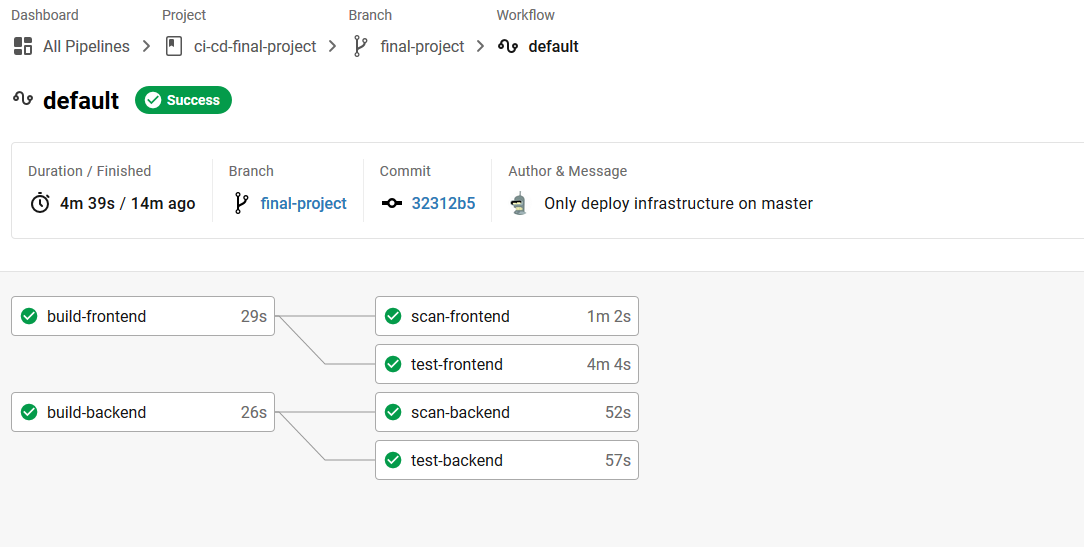 Dashboard Project Branch Workflow
All Pipelines ci-cd-final-project final-project default
default Success
Duration / Finished Branch Commit Author & Message
4m 39s / 14m ago final-project 32312b5 Only deploy infrastructure on master
build-frontend 29s scan-frontend 1m 2s
test-frontend 4m 4s
build-backend 26s scan-backend 52s
test-backend 57s